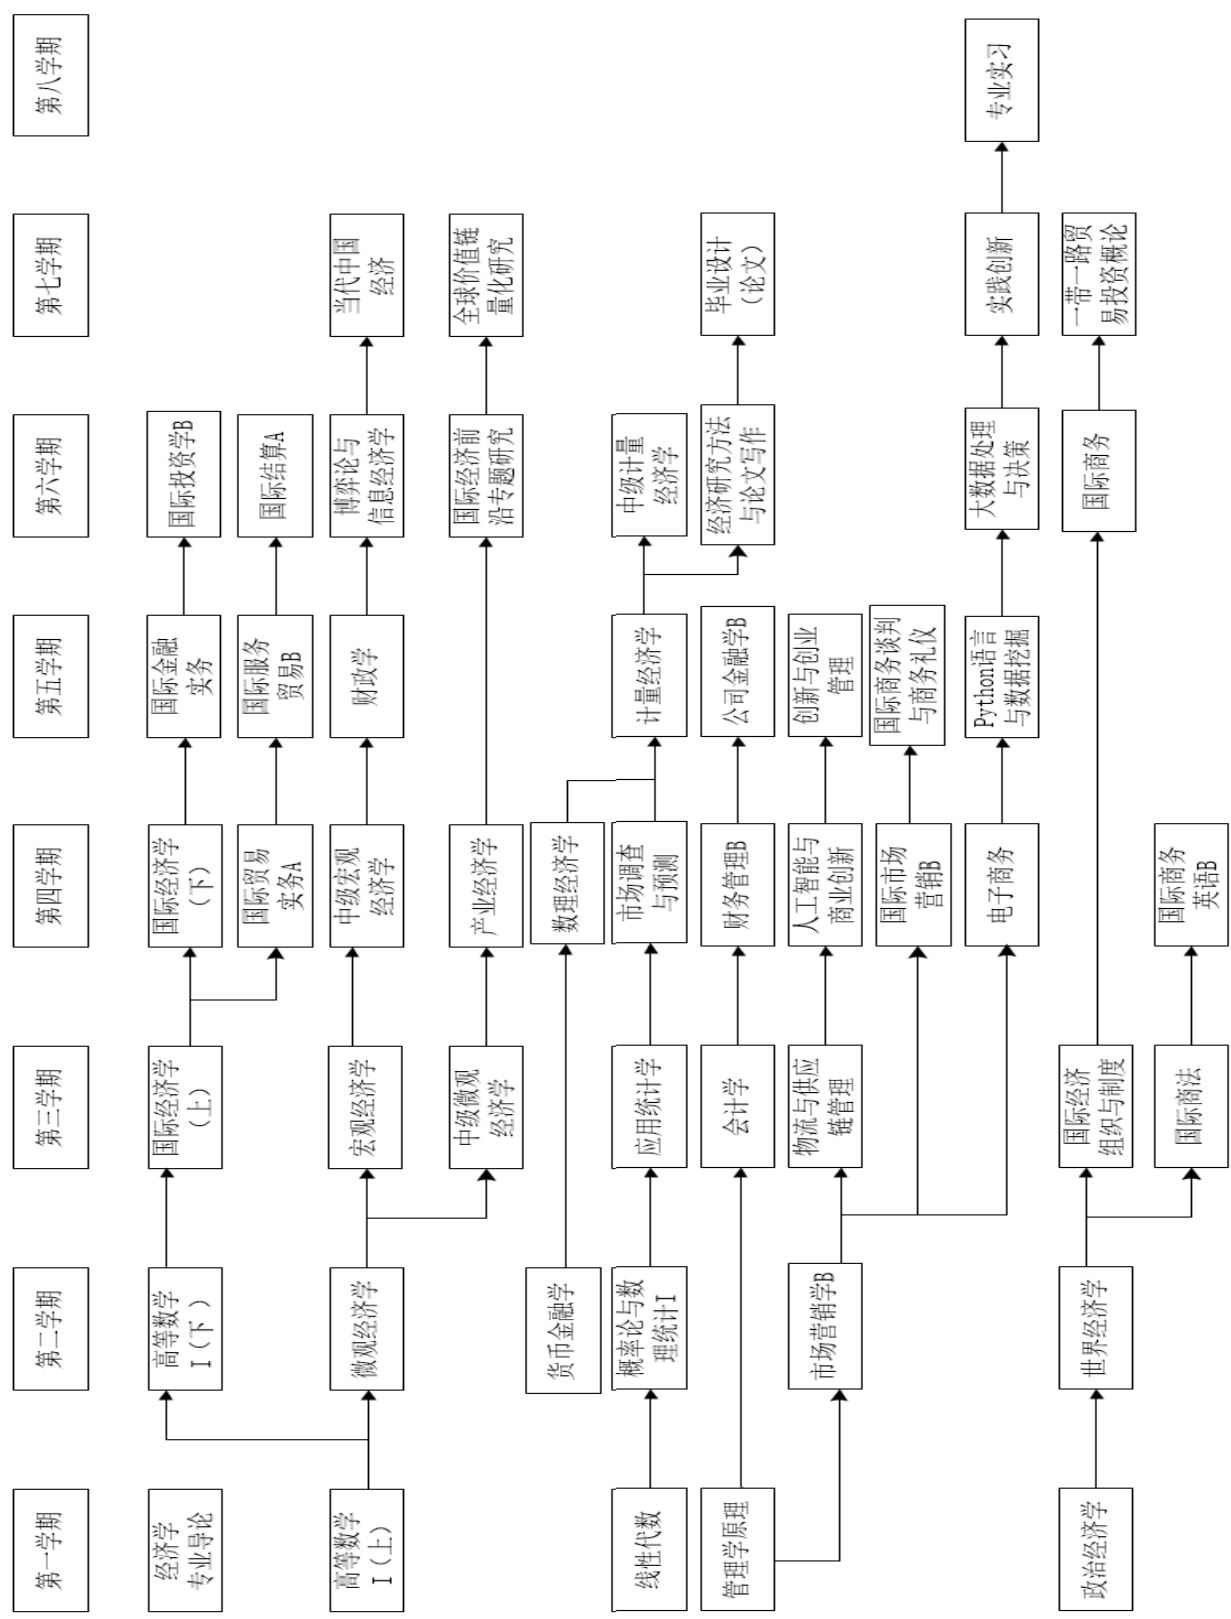 第一学期
第二学期
第三学期
第四学期
第五学期
第六学期
第七学期
第八学期
经济学
专业导论
高等数学
I（下）
国际经济学
（上）
国际经济学
（下）
国际金融
实务
国际投资学B
国际贸易
实务A
国际服务
贸易B
国际结算A
高等数学
I（上）
微观经济学
宏观经济学
中级宏观
经济学
财政学
博弈论与
信息经济学
当代中国
经济
中级微观
经济学
产业经济学
国际经济前
沿专题研究
全球价值链
量化研究
货币金融学
数理经济学
线性代数
概率论与数
理统计I
应用统计学
市场调查
与预测
计量经济学
中级计量
经济学
管理学原理
会计学
财务管理B
公司金融学B
经济研究方法
与论文写作
毕业设计
（论文）
市场营销学B
物流与供应
链管理
人工智能与
商业创新
创新与创业
管理
国际市场
营销B
国际商务谈判
与商务礼仪
电子商务
Python语言
与数据挖掘
大数据处理
与决策
实践创新
专业实习
政治经济学
世界经济学
国际经济
组织与制度
国际商务
一带一路贸
易投资概论
国际商法
国际商务
英语B